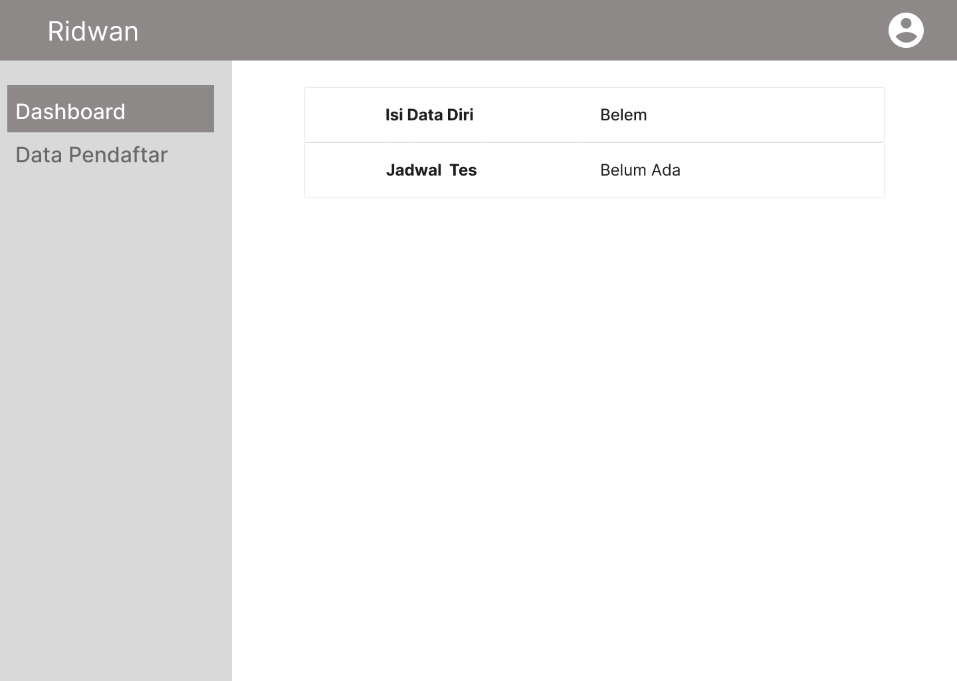 Ridwan
Dashboard
Data Pendaftar
Isi Data Diri Belem
Jadwal Tes Belum Ada